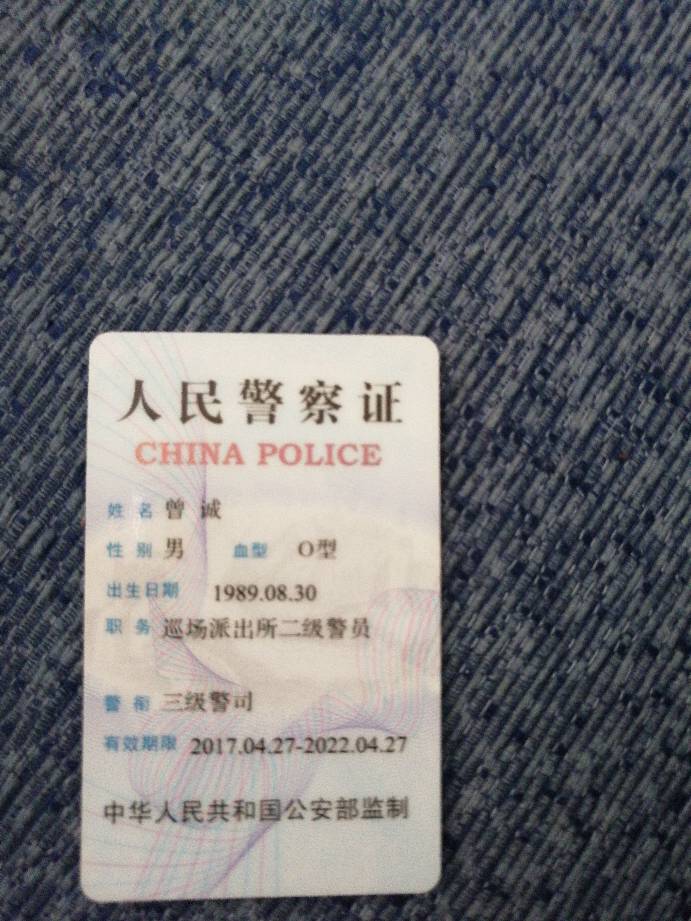 人民警察证
CHINA POLICE
姓 名 曾 诚
性 别 男 血型 O型
出生日期 1989.08.30
职 务 巡场派出所二级警员
警 衔 三级警司
有效期限 2017.04.27-2022.04.27
中华人民共和国公安部监制